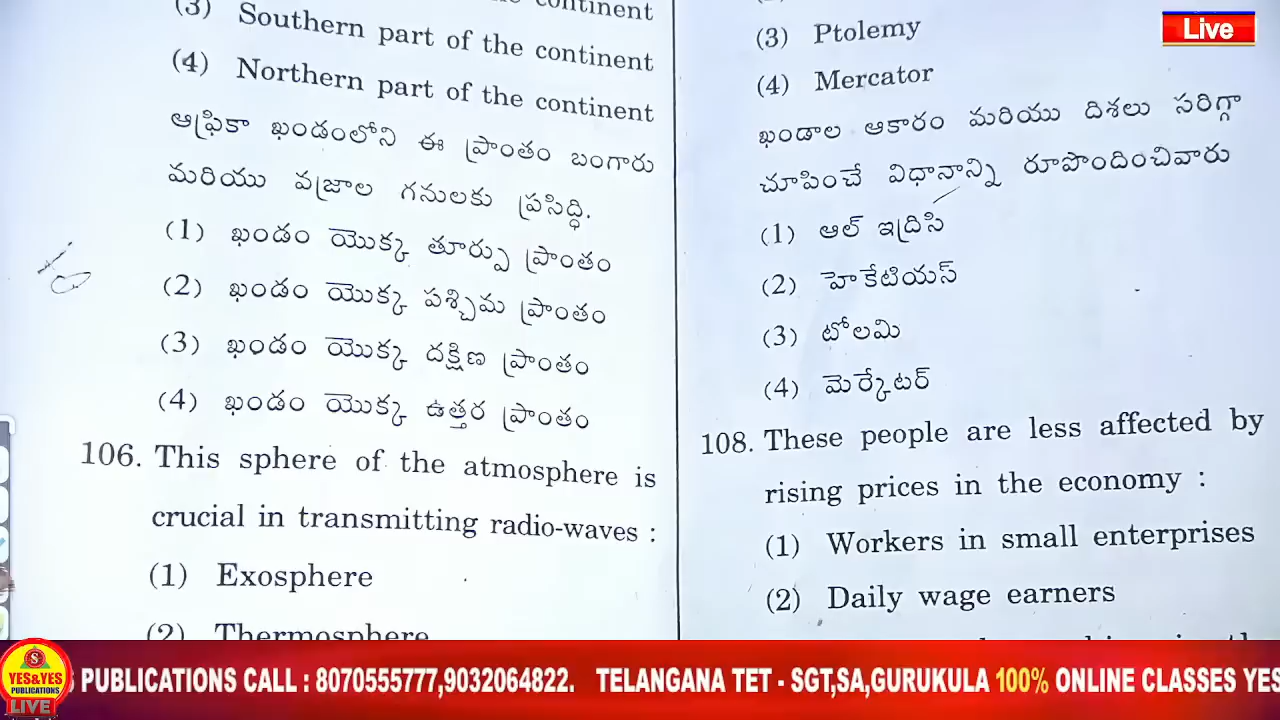 continent
(3) Southern part of the continent
(4) Northern part of the continent
ఆఫ్రికా ఖండంలోని ఈ ప్రాంతం బంగారు
మరియు వజ్రాల గనులకు ప్రసిద్ధి.
(1) ఖండం యొక్క తూర్పు ప్రాంతం
(2) ఖండం యొక్క పశ్చిమ ప్రాంతం
(3) ఖండం యొక్క దక్షిణ ప్రాంతం
(4) ఖండం యొక్క ఉత్తర ప్రాంతం
106. This sphere of the atmosphere is
crucial in transmitting radio-waves :
(1) Exosphere
(2) Thermosphere
(3) Ptolemy
(4) Mercator
ఖండాల ఆకారం మరియు దిశలు సరిగ్గా
చూపించే విధానాన్ని రూపొందించివారు
(1) ఆల్ ఇద్రిసి
(2) హెకేటియస్
(3) టోలమి
(4) మెర్కేటర్
108. These people are less affected by
rising prices in the economy :
(1) Workers in small enterprises
(2) Daily wage earners
Live
YES&YES
PUBLICATIONS
LIVE
S PUBLICATIONS CALL : 8070555777,9032064822. TELANGANA TET - SGT,SA,GURUKULA 100% ONLINE CLASSES YES